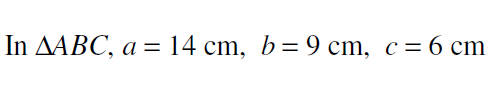 In ΔABC, a = 14 cm, b = 9 cm, c = 6 cm